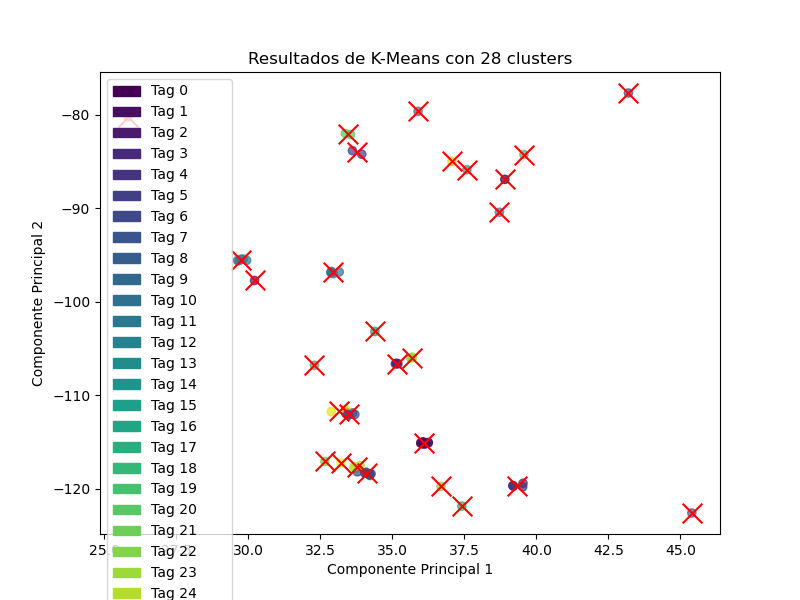 Resultados de K-Means con 28 clusters
Tag 0
Tag 1
Tag 2
Tag 3
Tag 4
Tag 5
Tag 6
Tag 7
Tag 8
Tag 9
Tag 10
Tag 11
Tag 12
Tag 13
Tag 14
Tag 15
Tag 16
Tag 17
Tag 18
Tag 19
Tag 20
Tag 21
Tag 22
Tag 23
Tag 24
−80
−90
−100
−110
−120
Componente Principal 2
30.0 32.5 35.0 37.5 40.0 42.5 45.0
Componente Principal 1